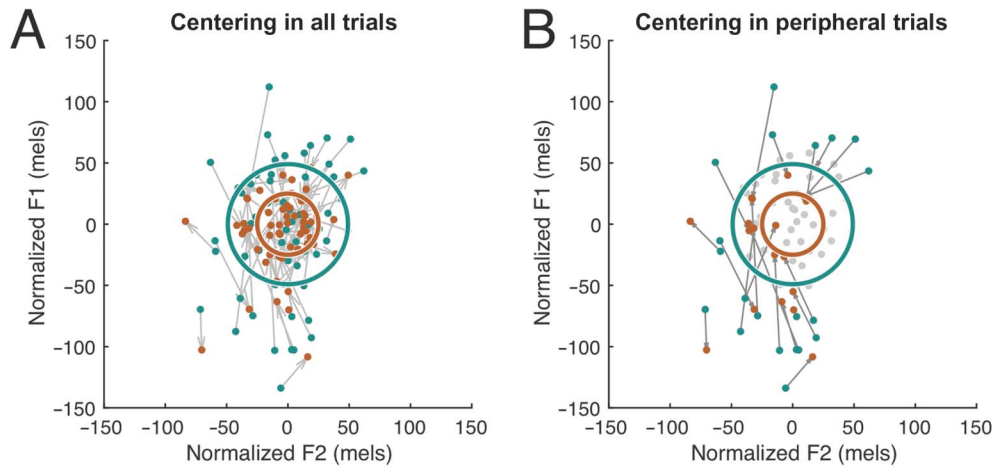 A Centering in all trials
150
100
50
0
−50
−100
−150
−150 −100 −50 0 50 100 150
Normalized F1 (mels)
Normalized F2 (mels)
B Centering in peripheral trials
150
100
50
0
−50
−100
−150
−150 −100 −50 0 50 100 150
Normalized F1 (mels)
Normalized F2 (mels)